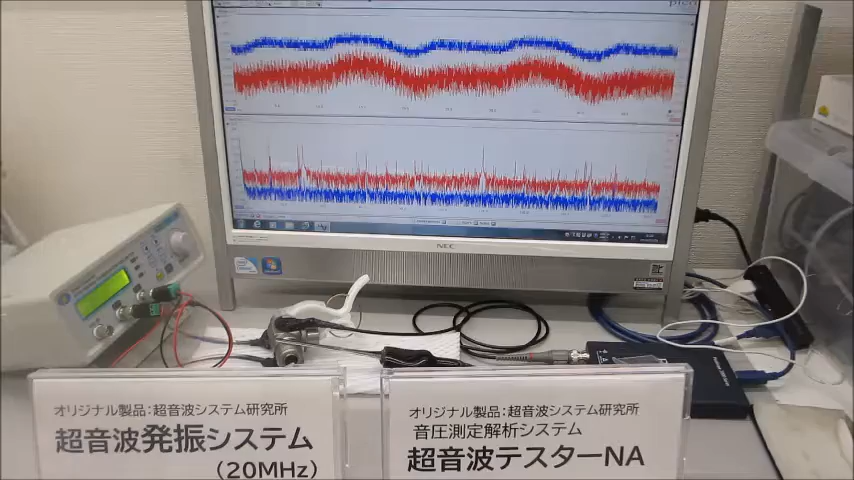 pico
NEC
オリジナル製品:超音波システム研究所
超音波発振システム
(20MHz)
オリジナル製品:超音波システム研究所
音圧測定解析システム
超音波テスターNA